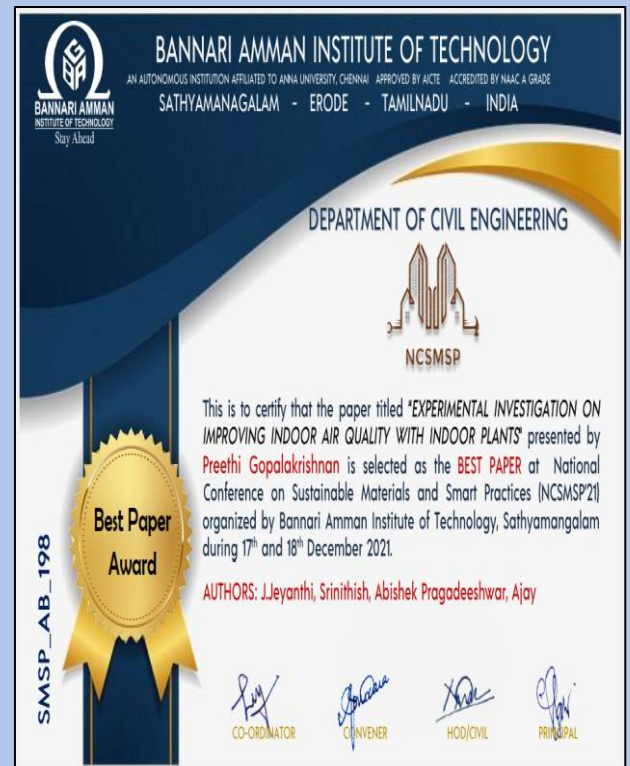 BANNARI AMMAN INSTITUTE OF TECHNOLOGY
AN AUTONOMOUS INSTITUTION AFFILIATED TO ANNA UNIVERSITY, CHENNAI APPROVED BY AICTE ACCREDITED BY NAAC A GRADE
SATHYAMANAGALAM - ERODE - TAMILNADU - INDIA
BANNARI AMMAN
INSTITUTE OF TECHNOLOGY
Stay Ahead
DEPARTMENT OF CIVIL ENGINEERING
NCSMSP
This is to certify that the paper titled "EXPERIMENTAL INVESTIGATION ON
IMPROVING INDOOR AIR QUALITY WITH INDOOR PLANTS" presented by
Preethi Gopalakrishnan is selected as the BEST PAPER at National
Conference on Sustainable Materials and Smart Practices (NCSMSP'21)
organized by Bannari Amman Institute of Technology, Sathyamangalam
during 17th and 18th December 2021.
AUTHORS: J.Jeyanthi, Srinithish, Abishek Pragadeeshwar, Ajay
Best Paper
Award
SMSP_AB_198
CO-ORDINATOR CONVENER HOD/CIVIL PRINCIPAL